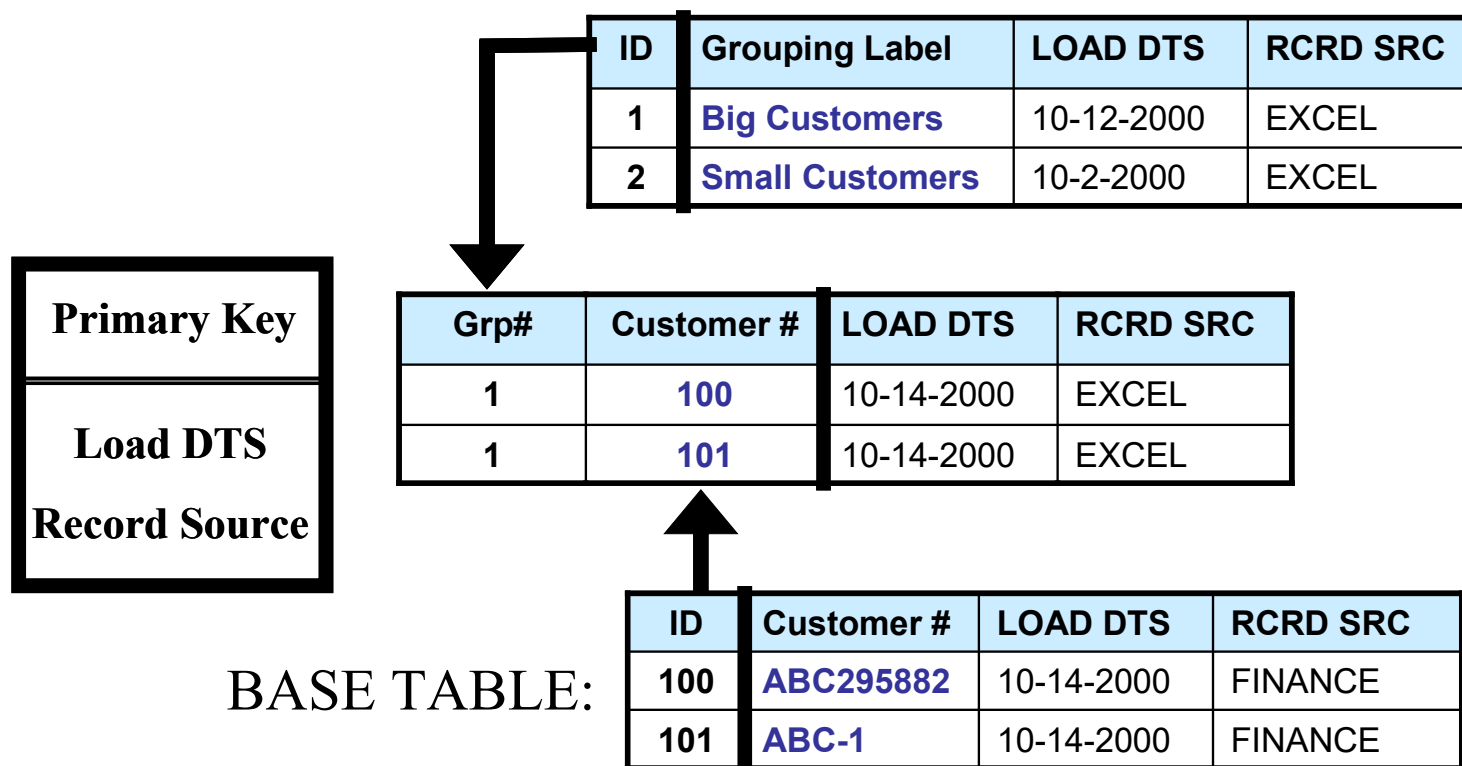 ID Grouping Label LOAD DTS RCRD SRC
1 Big Customers 10-12-2000 EXCEL
2 Small Customers 10-2-2000 EXCEL
Primary Key
Load DTS
Record Source
Grp# Customer # LOAD DTS RCRD SRC
1 100 10-14-2000 EXCEL
1 101 10-14-2000 EXCEL
BASE TABLE:
ID Customer # LOAD DTS RCRD SRC
100 ABC295882 10-14-2000 FINANCE
101 ABC-1 10-14-2000 FINANCE